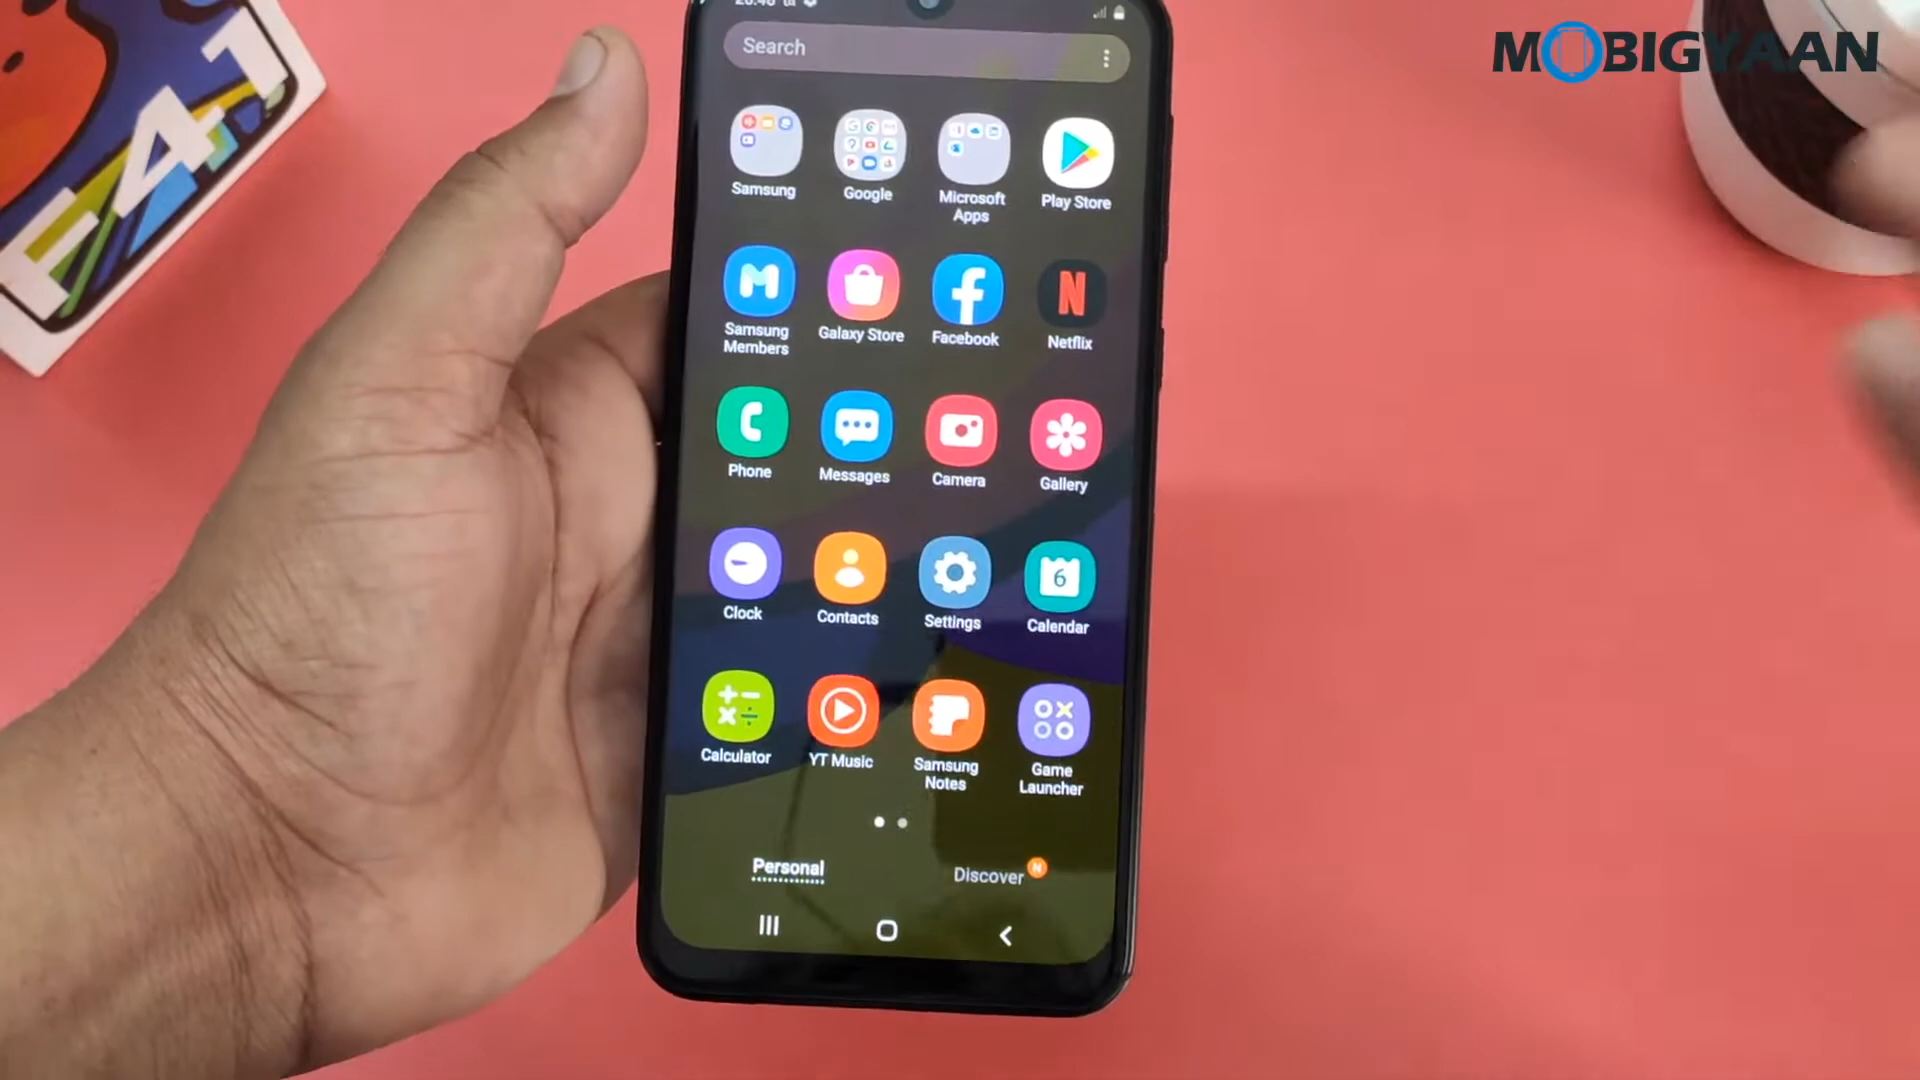 MOBIGYAAN
F41
Search
Samsung
Google
Microsoft
Apps
Play Store
Samsung
Members
Galaxy Store
Facebook
N
Netflix
Phone
Messages
Camera
Gallery
Clock
Contacts
Settings
6
Calendar
Calculator
YT Music
Samsung
Notes
Game
Launcher
Personal
Discover N